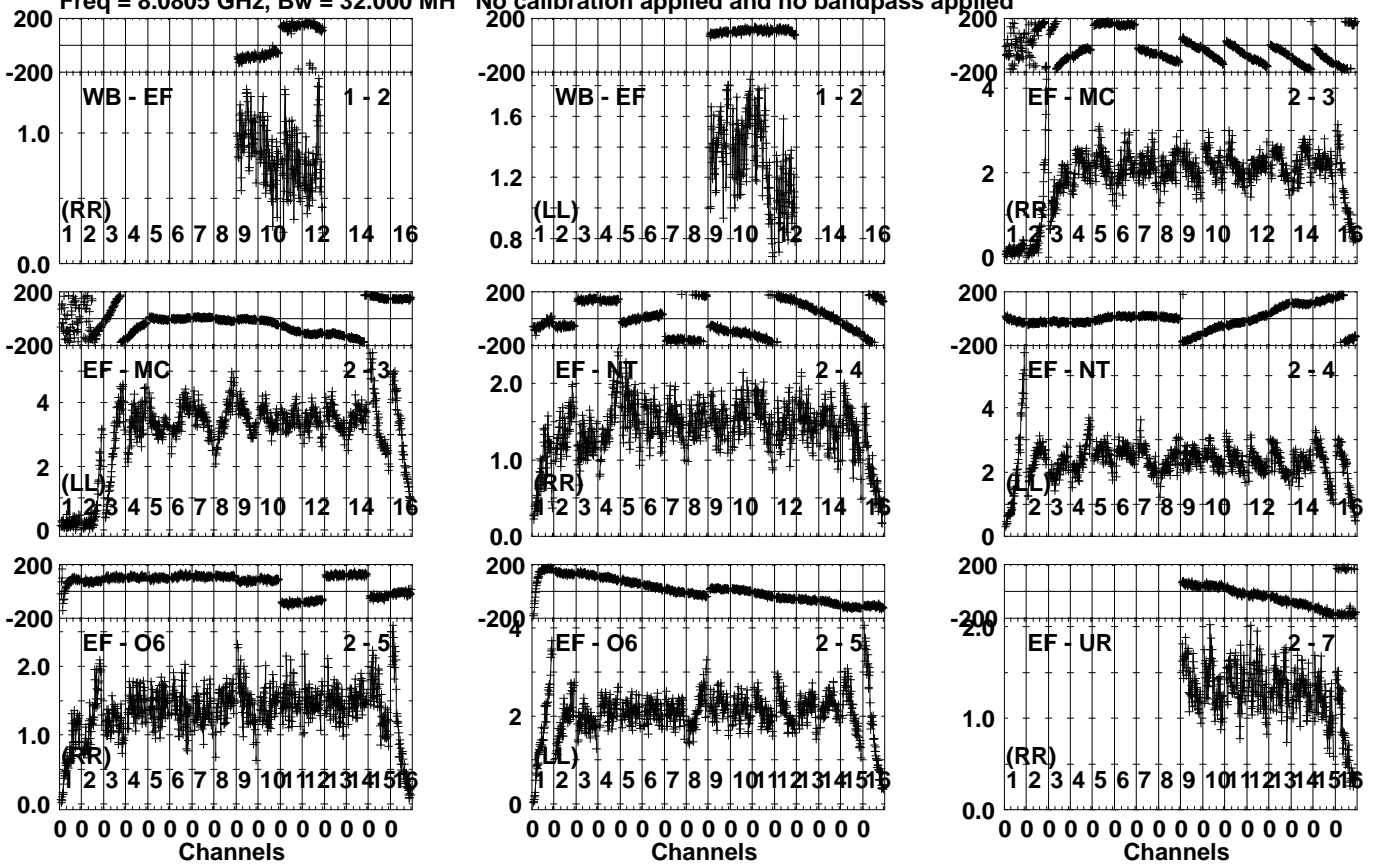 Freq = 8.0805 GHz, Bw = 32.000 MH No calibration applied and no bandpass applied
200
-200
WB - EF 1 - 2
1.0
(RR)
1 2 3 4 5 6 7 8 9 10 12 14 16
0.0
200
-200
WB - EF 1 - 2
1.6
1.2
(LL)
1 2 3 4 5 6 7 8 9 10 12 14 16
0.8
200
-200
4
EF - MC 2 - 3
2
(RR)
1 2 3 4 5 6 7 8 9 10 12 14 16
0
200
-200
EF - MC 2 - 3
4
2
(LL)
1 2 3 4 5 6 7 8 9 10 12 14 16
0
200
-200
EF - NT 2 - 4
2.0
1.0
(RR)
1 2 3 4 5 6 7 8 9 10 12 14 16
0.0
200
-200
EF - NT 2 - 4
4
2
(LL)
1 2 3 4 5 6 7 8 9 10 12 14 16
0
200
-200
EF - O6 2 - 5
2.0
1.0
(RR)
1 2 3 4 5 6 7 8 9 10 11 12 13 14 15 16
0.0
0 0 0 0 0 0 0 0 0 0 0 0 0 0 0 0
Channels
200
-200
4
EF - O6 2 - 5
2
(LL)
1 2 3 4 5 6 7 8 9 10 11 12 13 14 15 16
0
0 0 0 0 0 0 0 0 0 0 0 0 0 0 0 0
Channels
200
-200
2.0
EF - UR 2 - 7
1.0
(RR)
1 2 3 4 5 6 7 8 9 10 11 12 13 14 15 16
0.0
0 0 0 0 0 0 0 0 0 0 0 0 0 0 0 0
Channels